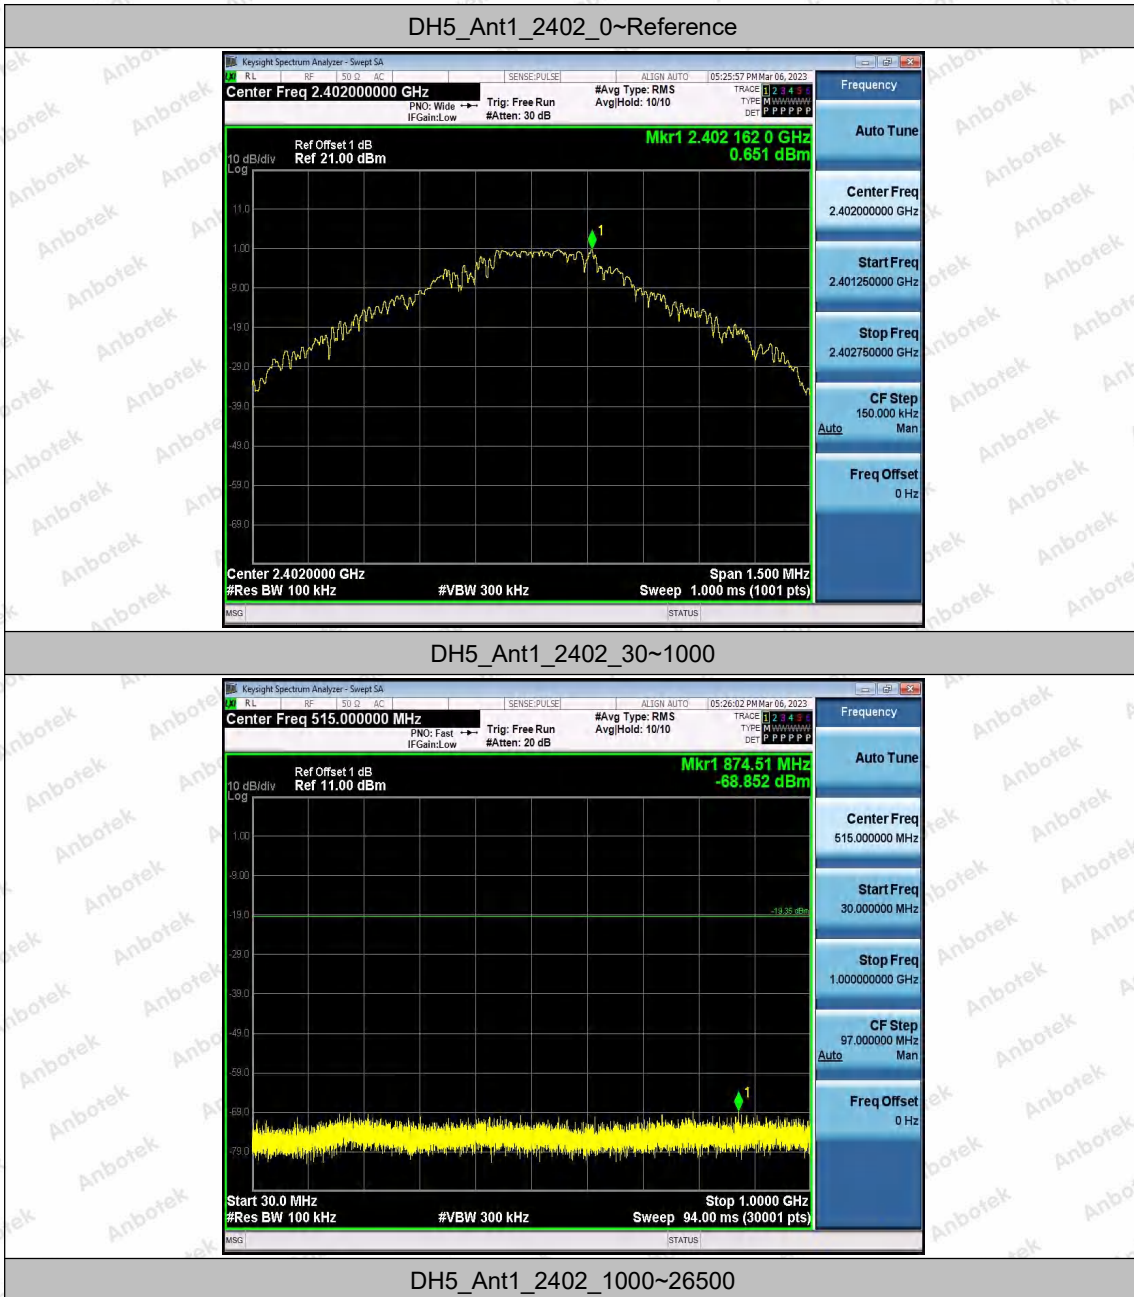 DH5_Ant1_2402_0~Reference
Keysight Spectrum Analyzer - Swept SA
RL RF 50 Ω AC SENSE:PULSE ALIGN AUTO 05:25:57 PM Mar 06, 2023
Center Freq 2.402000000 GHz
PNO: Wide
IFGain:Low
Trig: Free Run
#Atten: 30 dB
#Avg Type: RMS
Avg|Hold: 10/10
TRACE 1 2 3 4 5 6
TYPE M WWWWW
DET P P P P P P
Ref Offset 1 dB
10 dB/div Ref 21.00 dBm
Log
Mkr1 2.402 162 0 GHz
0.651 dBm
11.0
1
1.00
-9.00
-19.0
-29.0
-39.0
-49.0
-59.0
-69.0
Center 2.4020000 GHz Span 1.500 MHz
#Res BW 100 kHz #VBW 300 kHz Sweep 1.000 ms (1001 pts)
MSG STATUS
Frequency
Auto Tune
Center Freq
2.402000000 GHz
Start Freq
2.401250000 GHz
Stop Freq
2.402750000 GHz
CF Step
150.000 kHz
Auto Man
Freq Offset
0 Hz
DH5_Ant1_2402_30~1000
Keysight Spectrum Analyzer - Swept SA
RL RF 50 Ω AC SENSE:PULSE ALIGN AUTO 05:26:02 PM Mar 06, 2023
Center Freq 515.000000 MHz
PNO: Fast
IFGain:Low
Trig: Free Run
#Atten: 20 dB
#Avg Type: RMS
Avg|Hold: 10/10
TRACE 1 2 3 4 5 6
TYPE M WWWWW
DET P P P P P P
Ref Offset 1 dB
10 dB/div Ref 11.00 dBm
Log
Mkr1 874.51 MHz
-68.852 dBm
1.00
-9.00
-19.0
-19.35 dBm
-29.0
-39.0
-49.0
-59.0
1
-69.0
-79.0
Start 30.0 MHz Stop 1.0000 GHz
#Res BW 100 kHz #VBW 300 kHz Sweep 94.00 ms (30001 pts)
MSG STATUS
Frequency
Auto Tune
Center Freq
515.000000 MHz
Start Freq
30.000000 MHz
Stop Freq
1.000000000 GHz
CF Step
97.000000 MHz
Auto Man
Freq Offset
0 Hz
DH5_Ant1_2402_1000~26500